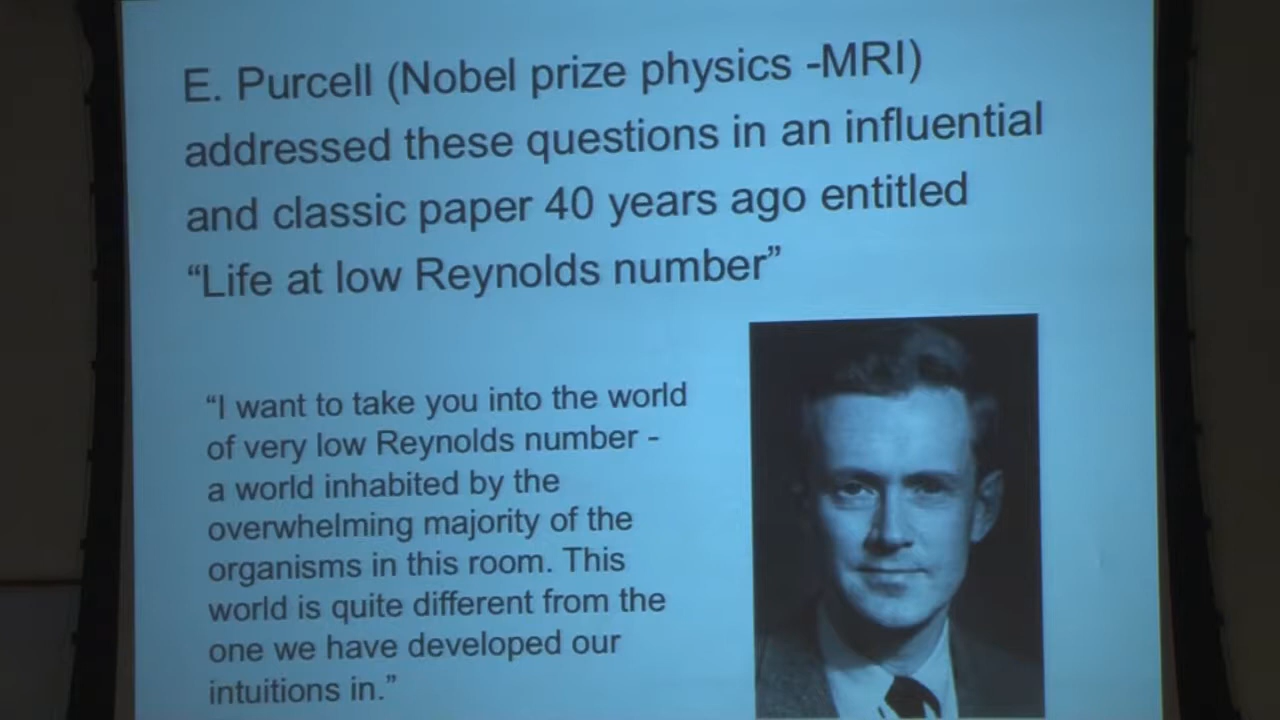 E. Purcell (Nobel prize physics -MRI)
addressed these questions in an influential
and classic paper 40 years ago entitled
“Life at low Reynolds number”
“I want to take you into the world
of very low Reynolds number -
a world inhabited by the
overwhelming majority of the
organisms in this room. This
world is quite different from the
one we have developed our
intuitions in.”